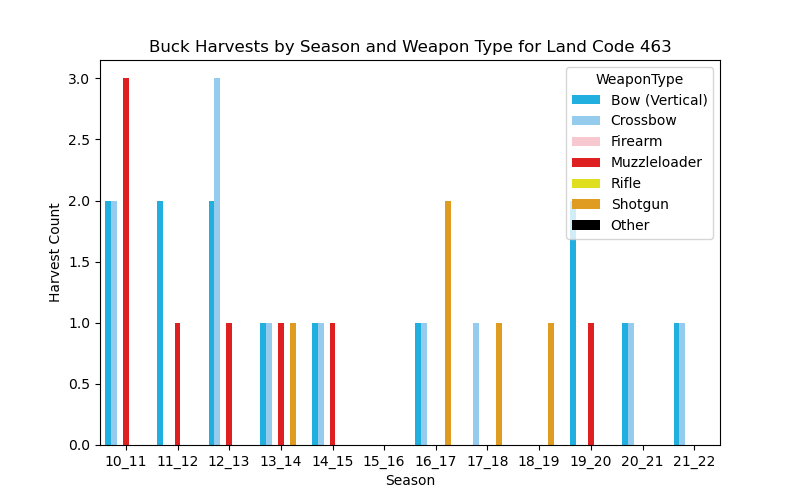 Buck Harvests by Season and Weapon Type for Land Code 463
WeaponType
Bow (Vertical)
Crossbow
Firearm
Muzzleloader
Rifle
Shotgun
Other
Harvest Count
3.0
2.5
2.0
1.5
1.0
0.5
0.0
10_11 11_12 12_13 13_14 14_15 15_16 16_17 17_18 18_19 19_20 20_21 21_22
Season